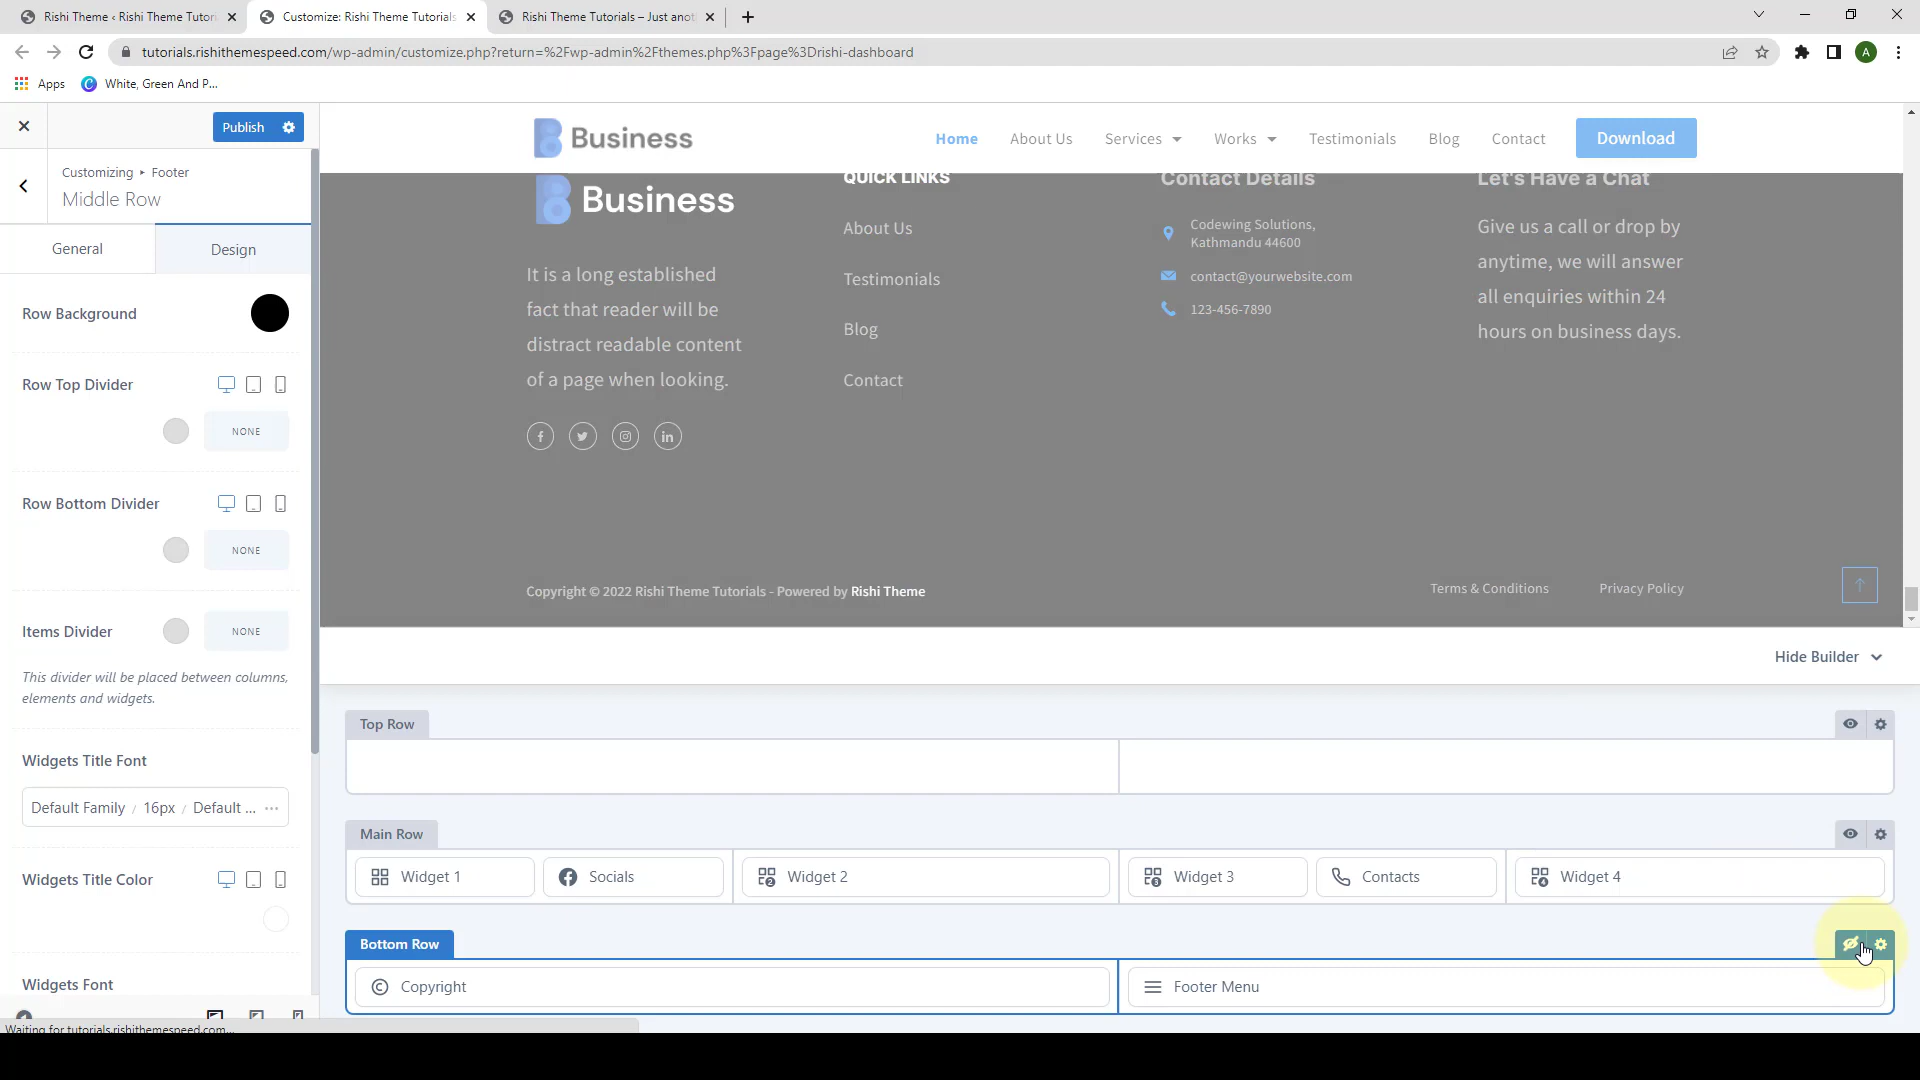 Rishi Theme ‹ Rishi Theme Tutori
Customize: Rishi Theme Tutorials
Rishi Theme Tutorials – Just anot
tutorials.rishithemespeed.com/wp-admin/customize.php?return=%2Fwp-admin%2Fthemes.php%3Fpage%3Drishi-dashboard
A
Apps
White, Green And P...
Publish
Customizing ▸ Footer
Middle Row
General
Design
Row Background
Row Top Divider
NONE
Row Bottom Divider
NONE
Items Divider
NONE
This divider will be placed between columns,
elements and widgets.
Widgets Title Font
Default Family / 16px / Default ...
Widgets Title Color
Widgets Font
Waiting for tutorials.rishithemespeed.com...
Business
Home
About Us
Services
Works
Testimonials
Blog
Contact
Download
Business
It is a long established
fact that reader will be
distract readable content
of a page when looking.
QUICK LINKS
About Us
Testimonials
Blog
Contact
Contact Details
Codewing Solutions,
Kathmandu 44600
contact@yourwebsite.com
123-456-7890
Let's Have a Chat
Give us a call or drop by
anytime, we will answer
all enquiries within 24
hours on business days.
Copyright © 2022 Rishi Theme Tutorials - Powered by Rishi Theme
Terms & Conditions
Privacy Policy
Hide Builder
Top Row
Main Row
Widget 1
Socials
Widget 2
Widget 3
Contacts
Widget 4
Bottom Row
Copyright
Footer Menu